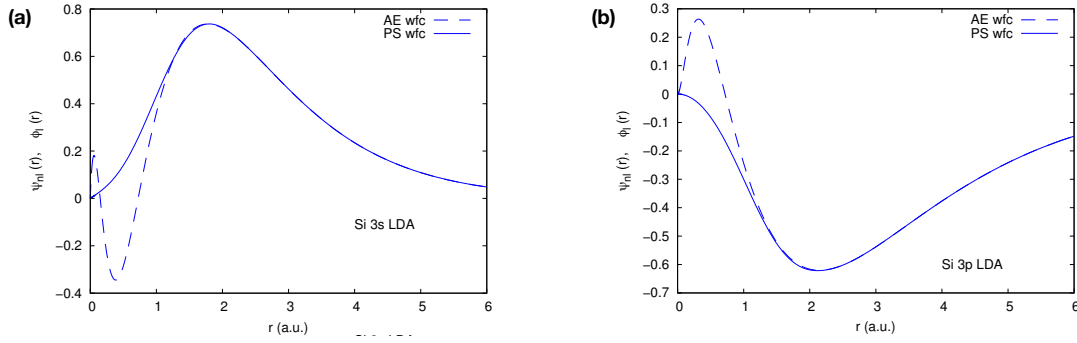 (a)
AE wfc
PS wfc
0.8
0.6
0.4
0.2
0
−0.2
−0.4
ψnl (r), ϕl (r)
Si 3s LDA
0 1 2 3 4 5 6
r (a.u.)
(b)
AE wfc
PS wfc
0.3
0.2
0.1
0
−0.1
−0.2
−0.3
−0.4
−0.5
−0.6
−0.7
ψnl (r), ϕl (r)
Si 3p LDA
0 1 2 3 4 5 6
r (a.u.)